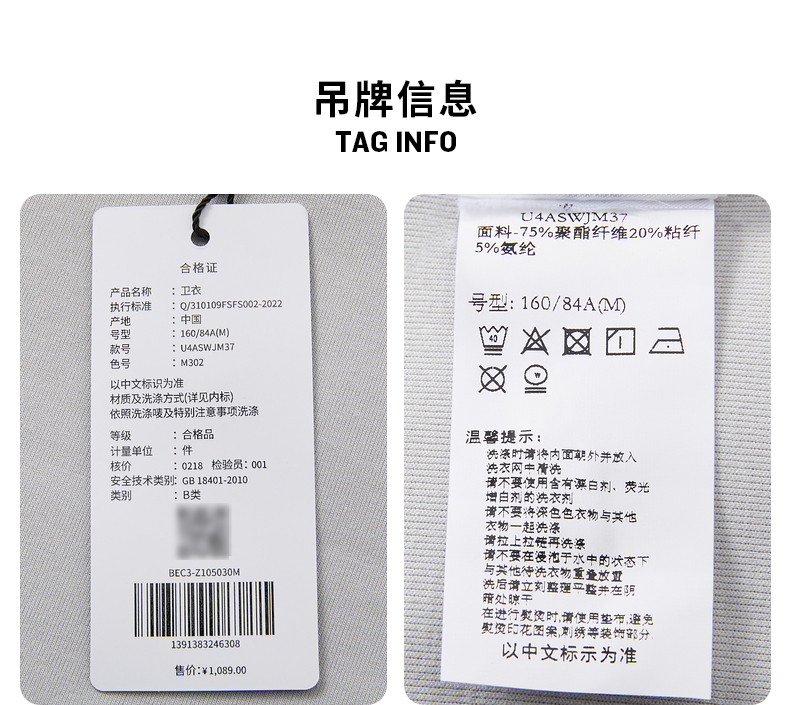 吊牌信息
TAG INFO
合格证
产品名称 : 卫衣
执行标准 : Q/310109FSFS002-2022
产地 : 中国
号型 : 160/84A(M)
款号 : U4ASWJM37
色号 : M302
以中文标识为准
材质及洗涤方式(详见内标)
依照洗涤唛及特别注意事项洗涤
等级 : 合格品
计量单位 : 件
核价 : 0218 检验员: 001
安全技术类别: GB 18401-2010
类别 : B类
BEC3-Z105030M
1391383246308
售价:¥1,089.00
U4ASWJM37
面料-75%聚酯纤维20%粘纤
5%氨纶
号型: 160/84A(M)
40
W
温馨提示:
洗涤时请将内面朝外并放入
洗衣网中清洗
请不要使用含有漂白剂、荧光
增白剂的洗衣剂
请不要将深色色衣物与其他
衣物一起洗涤
请拉上拉链再洗涤
请不要在浸泡于水中的状态下
与其他待洗衣物重叠放置
洗后请立刻整理平整并在阴
暗处晾干
在进行熨烫时,请使用垫布,避免
熨烫印花图案,刺绣等装饰部分.
以中文标示为准